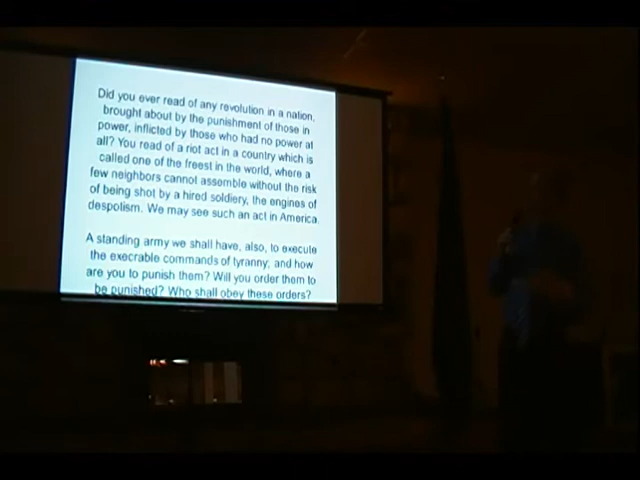 Did you ever read of any revolution in a nation,
brought about by the punishment of those in
power, inflicted by those who had no power at
all? You read of a riot act in a country which is
called one of the freest in the world, where a
few neighbors cannot assemble without the risk
of being shot by a hired soldiery, the engines of
despotism. We may see such an act in America.
A standing army we shall have, also, to execute
the execrable commands of tyranny; and how
are you to punish them? Will you order them to
be punished? Who shall obey these orders?